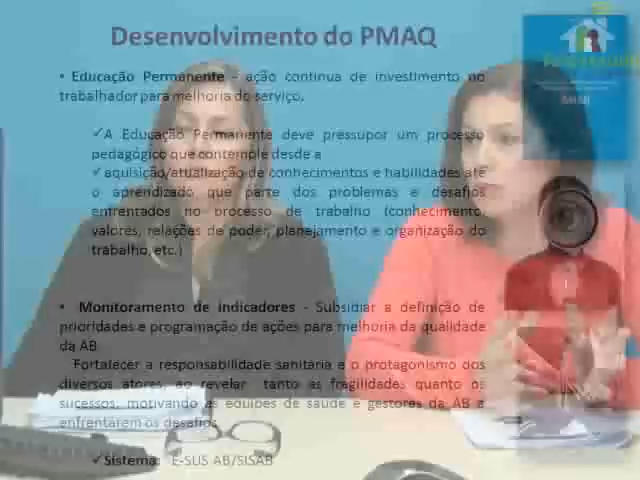 Desenvolvimento do PMAQ
• Educação Permanente - ação continua de investimento no
trabalhador para melhoria do serviço.
✓A Educação Permanente deve pressupor um processo
pedagógico que contemple desde a
✓aquisição/atualização de conhecimentos e habilidades até
o aprendizado que parte dos problemas e desafios
enfrentados no processo de trabalho (conhecimento,
valores, relações de poder, planejamento e organização do
trabalho, etc.)
• Monitoramento de indicadores - Subsidiar a definição de
prioridades e programação de ações para melhoria da qualidade
da AB.
Fortalecer a responsabilidade sanitária e o protagonismo dos
diversos atores, ao revelar tanto as fragilidades quanto os
sucessos, motivando as equipes de saúde e gestores da AB a
enfrentarem os desafios
✓Sistema: E-SUS AB/SISAB